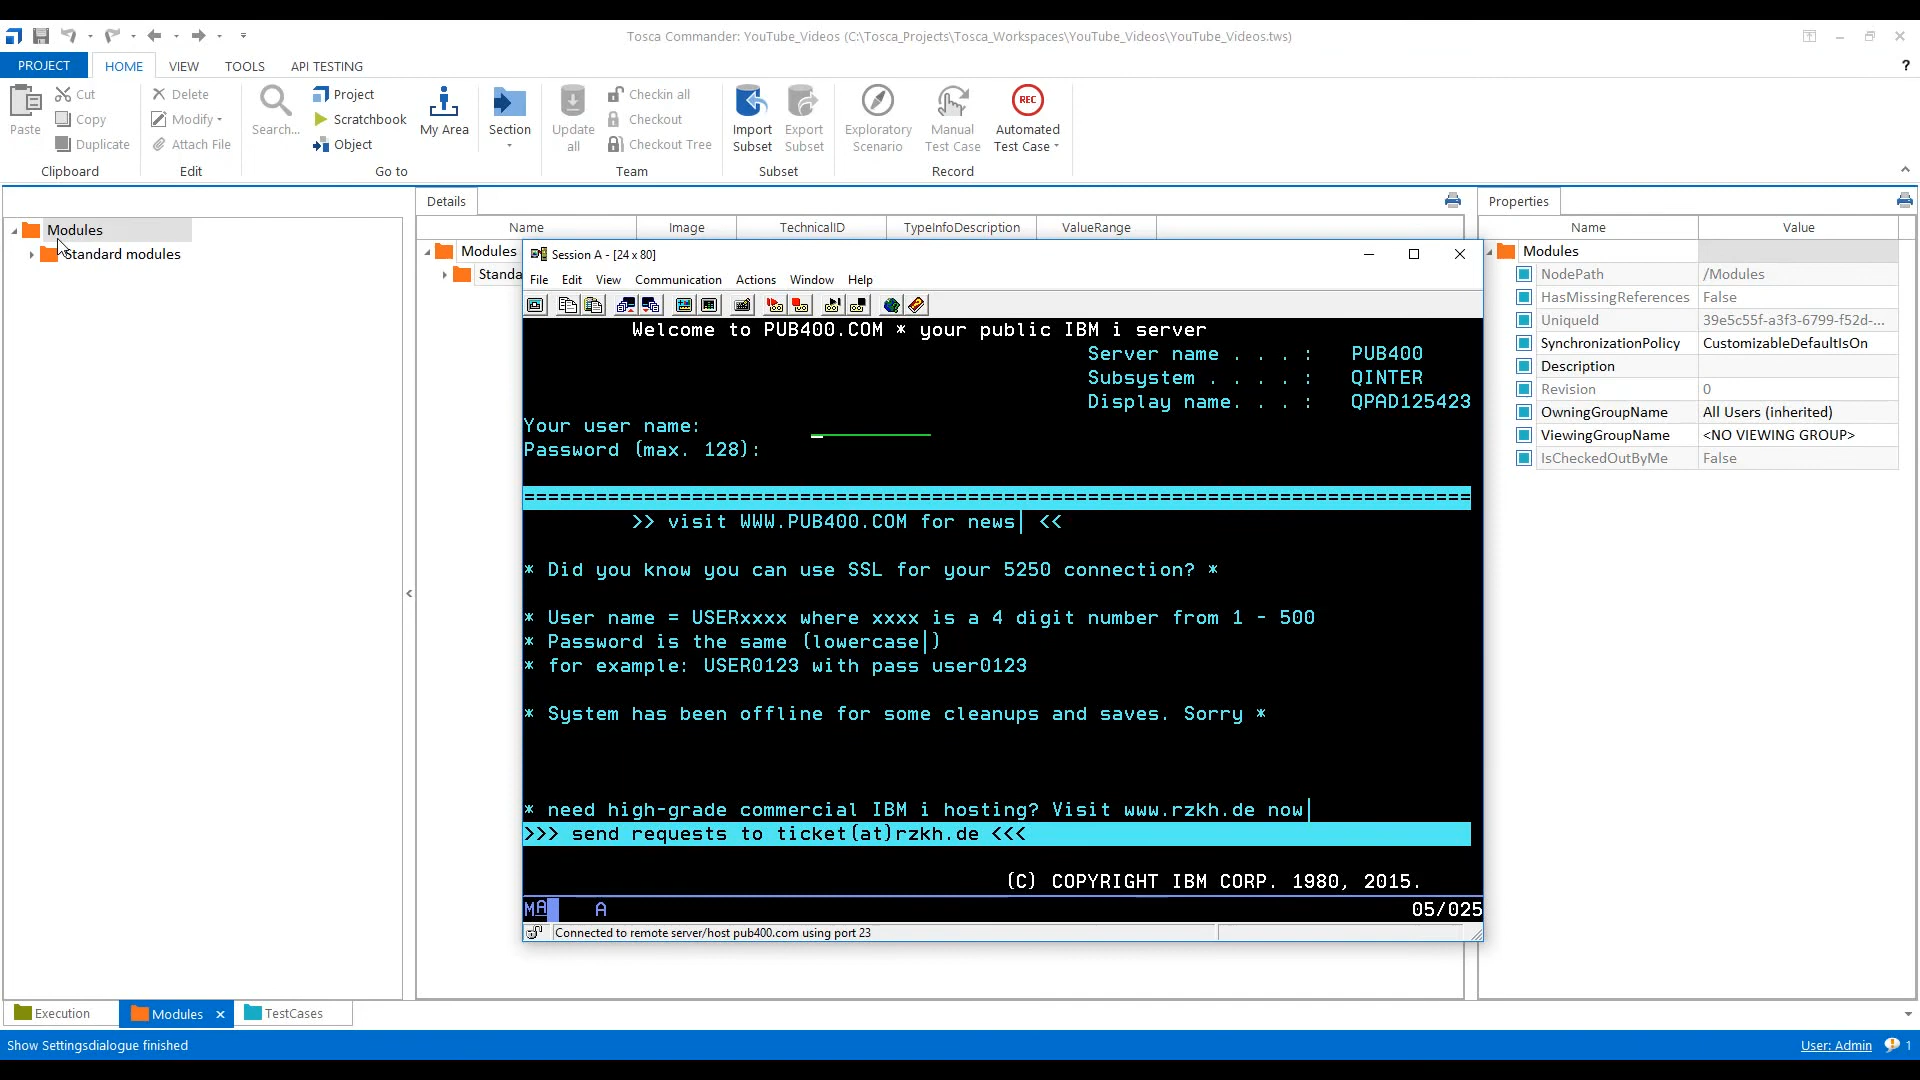 Tosca Commander: YouTube_Videos (C:\Tosca_Projects\Tosca_Workspaces\YouTube_Videos\YouTube_Videos.tws)
PROJECT HOME VIEW TOOLS API TESTING ?
Paste Cut Copy Duplicate Clipboard
Delete Modify Attach File Edit
Search... Project Scratchbook Object My Area Go to
Section
Update all Checkin all Checkout Checkout Tree Team
Import Subset Export Subset Subset
Exploratory Scenario Manual Test Case REC Automated Test Case Record
Modules
Standard modules
Details
Name Image TechnicalID TypeInfoDescription ValueRange
Modules
Standa
Session A - [24 x 80]
File Edit View Communication Actions Window Help
Welcome to PUB400.COM * your public IBM i server
Server name . . . : PUB400
Subsystem . . . . : QINTER
Display name. . . : QPAD125423
Your user name:
Password (max. 128):
===============================================================================
>> visit WWW.PUB400.COM for news| <<
* Did you know you can use SSL for your 5250 connection? *
* User name = USERxxxx where xxxx is a 4 digit number from 1 - 500
* Password is the same (lowercase|)
* for example: USER0123 with pass user0123
* System has been offline for some cleanups and saves. Sorry *
* need high-grade commercial IBM i hosting? Visit www.rzkh.de now|
>>> send requests to ticket(at)rzkh.de <<<
(C) COPYRIGHT IBM CORP. 1980, 2015.
MA A 05/025
Connected to remote server/host pub400.com using port 23
Properties
Name Value
Modules
NodePath /Modules
HasMissingReferences False
UniqueId 39e5c55f-a3f3-6799-f52d-...
SynchronizationPolicy CustomizableDefaultIsOn
Description
Revision 0
OwningGroupName All Users (inherited)
ViewingGroupName <NO VIEWING GROUP>
IsCheckedOutByMe False
Execution Modules TestCases
Show Settingsdialogue finished User: Admin 1